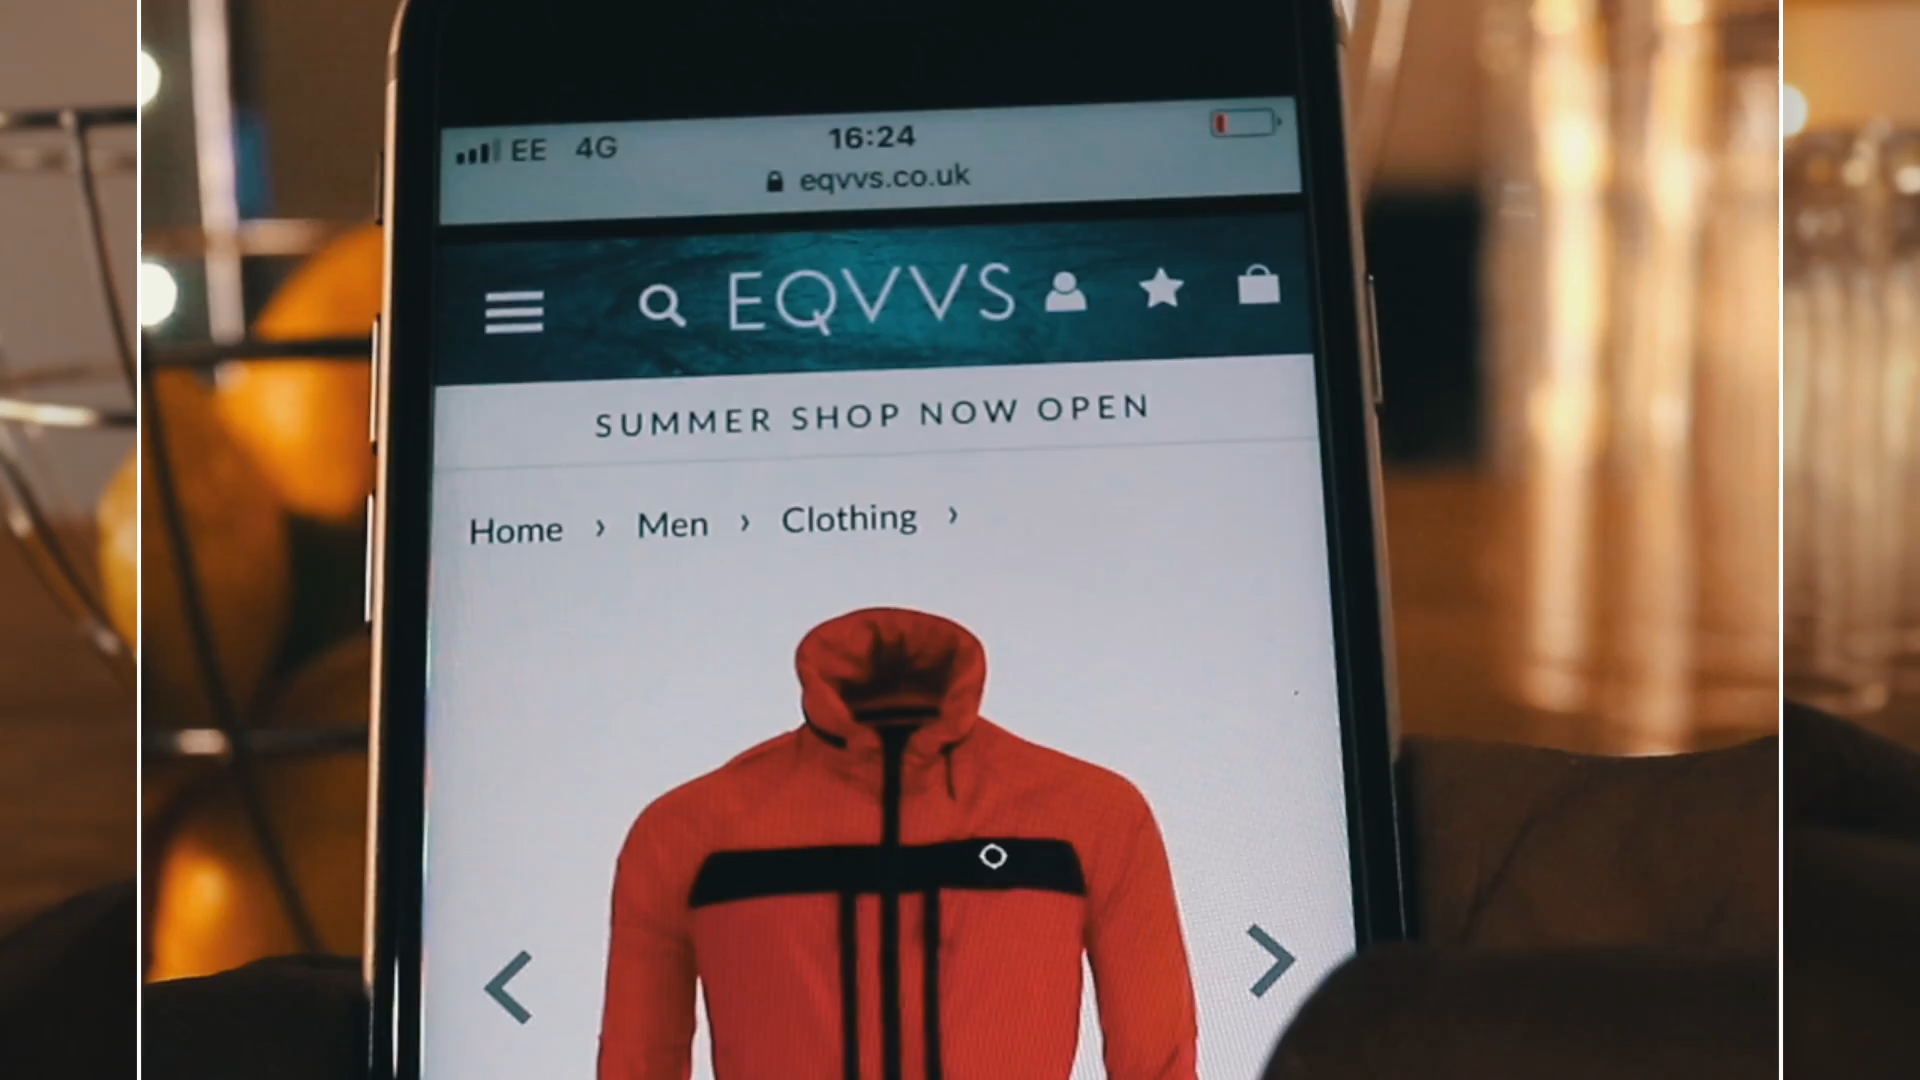 EE 4G 16:24
eqvvs.co.uk
EQVVS
SUMMER SHOP NOW OPEN
Home › Men › Clothing ›